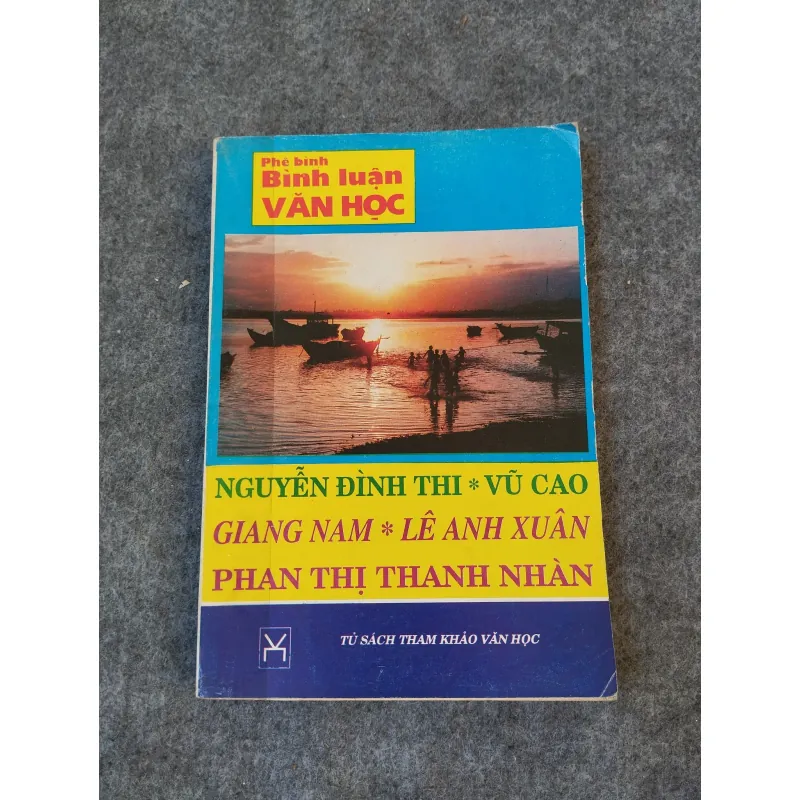 Phê bình
Bình luận
VĂN HỌC
NGUYỄN ĐÌNH THI * VŨ CAO
GIANG NAM * LÊ ANH XUÂN
PHAN THỊ THANH NHÀN
TỦ SÁCH THAM KHẢO VĂN HỌC